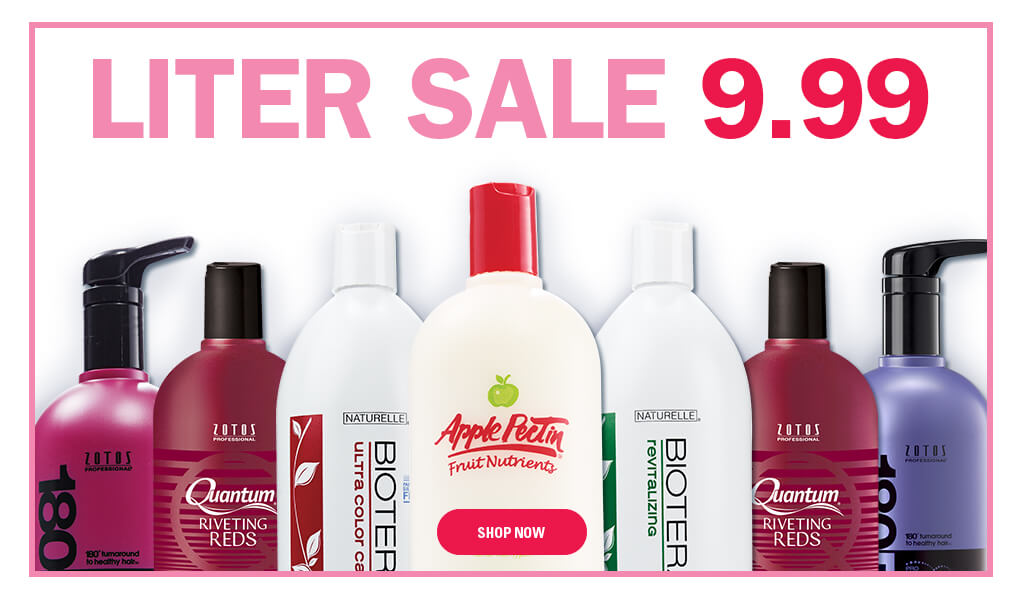 LITER SALE 9.99
ZOTOS
PROFESSIONAL
180
180° turnaround
to healthy hair
ZOTOS
PROFESSIONAL
Quantum
RIVETING
REDS
NATURELLE
BIOTER
ULTRA COLOR
Apple Pectin
Fruit Nutrients
SHOP NOW
NATURELLE
BIOTER
REVITALIZING
ZOTOS
PROFESSIONAL
Quantum
RIVETING
REDS
ZOTOS
PROFESSIONAL
180
180° turnaround
to healthy hair
PRO